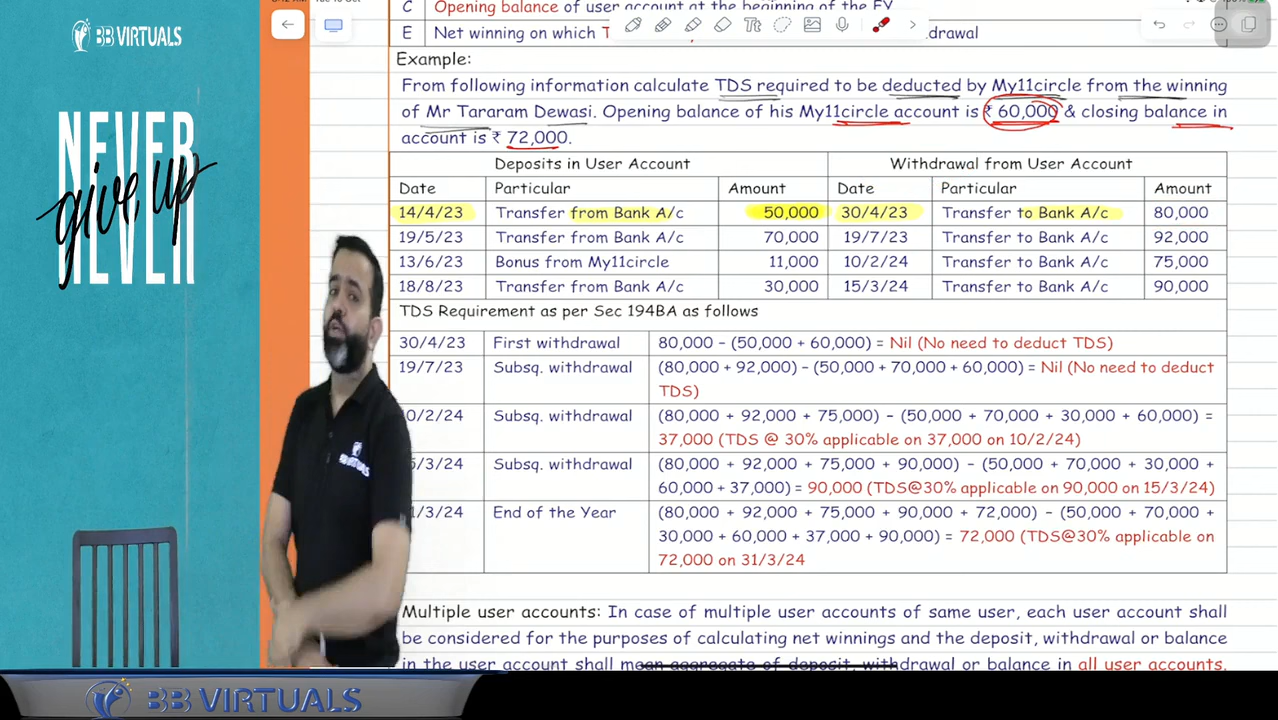 BB VIRTUALS
NEVER
give up
NEVER
C Opening balance of user account at the beginning of the FY
E Net winning on which T drawal
Example:
From following information calculate TDS required to be deducted by My11circle from the winning
of Mr Tararam Dewasi. Opening balance of his My11circle account is ₹ 60,000 & closing balance in
account is ₹ 72,000.
Deposits in User Account Withdrawal from User Account
Date Particular Amount Date Particular Amount
14/4/23 Transfer from Bank A/c 50,000 30/4/23 Transfer to Bank A/c 80,000
19/5/23 Transfer from Bank A/c 70,000 19/7/23 Transfer to Bank A/c 92,000
13/6/23 Bonus from My11circle 11,000 10/2/24 Transfer to Bank A/c 75,000
18/8/23 Transfer from Bank A/c 30,000 15/3/24 Transfer to Bank A/c 90,000
TDS Requirement as per Sec 194BA as follows
30/4/23 First withdrawal 80,000 – (50,000 + 60,000) = Nil (No need to deduct TDS)
19/7/23 Subsq. withdrawal (80,000 + 92,000) – (50,000 + 70,000 + 60,000) = Nil (No need to deduct
TDS)
0/2/24 Subsq. withdrawal (80,000 + 92,000 + 75,000) – (50,000 + 70,000 + 30,000 + 60,000) =
37,000 (TDS @ 30% applicable on 37,000 on 10/2/24)
5/3/24 Subsq. withdrawal (80,000 + 92,000 + 75,000 + 90,000) – (50,000 + 70,000 + 30,000 +
60,000 + 37,000) = 90,000 (TDS@30% applicable on 90,000 on 15/3/24)
1/3/24 End of the Year (80,000 + 92,000 + 75,000 + 90,000 + 72,000) – (50,000 + 70,000 +
30,000 + 60,000 + 37,000 + 90,000) = 72,000 (TDS@30% applicable on
72,000 on 31/3/24
Multiple user accounts: In case of multiple user accounts of same user, each user account shall
be considered for the purposes of calculating net winnings and the deposit, withdrawal or balance
in the user account shall mean aggregate of deposit, withdrawal or balance in all user accounts.
VIRTUALS
BB VIRTUALS